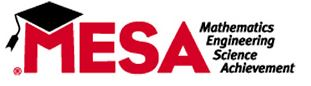 ®MESA
Mathematics
Engineering
Science
Achievement